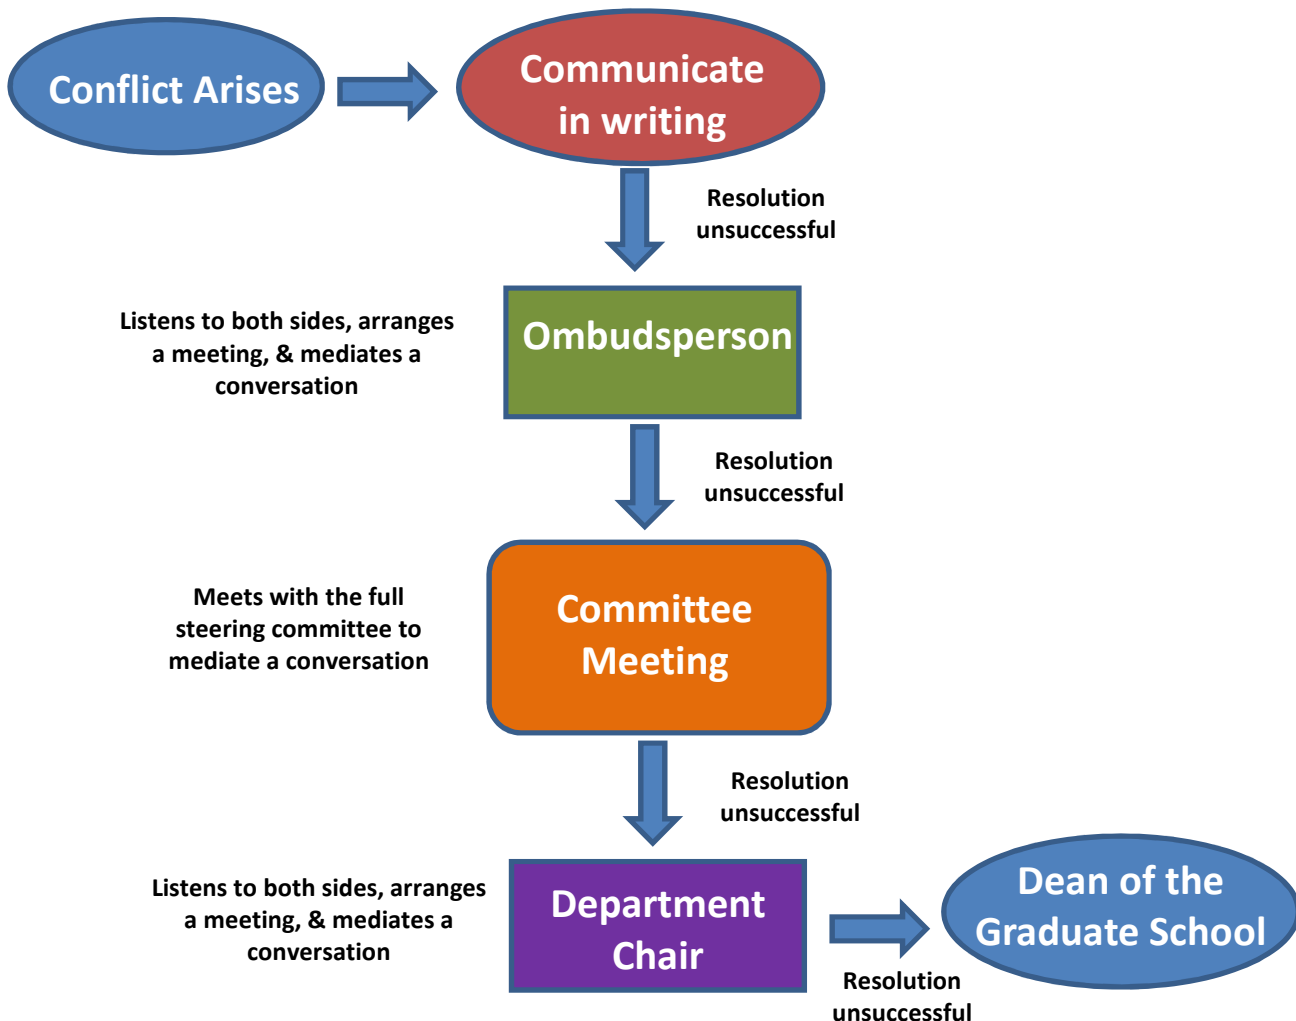 Conflict Arises
Communicate
in writing
Resolution
unsuccessful
Listens to both sides, arranges
a meeting, & mediates a
conversation
Ombudsperson
Resolution
unsuccessful
Meets with the full
steering committee to
mediate a conversation
Committee
Meeting
Resolution
unsuccessful
Listens to both sides, arranges
a meeting, & mediates a
conversation
Department
Chair
Dean of the
Graduate School
Resolution
unsuccessful